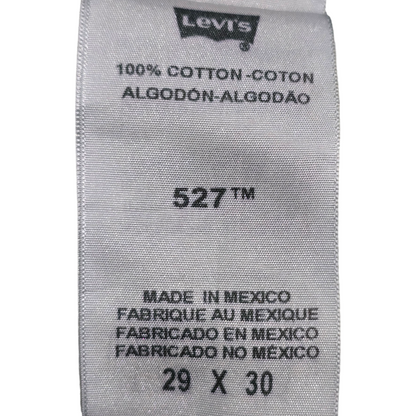 Levi's
100% COTTON-COTON
ALGODÓN-ALGODÃO
527™
MADE IN MEXICO
FABRIQUE AU MEXIQUE
FABRICADO EN MEXICO
FABRICADO NO MÉXICO
29 X 30